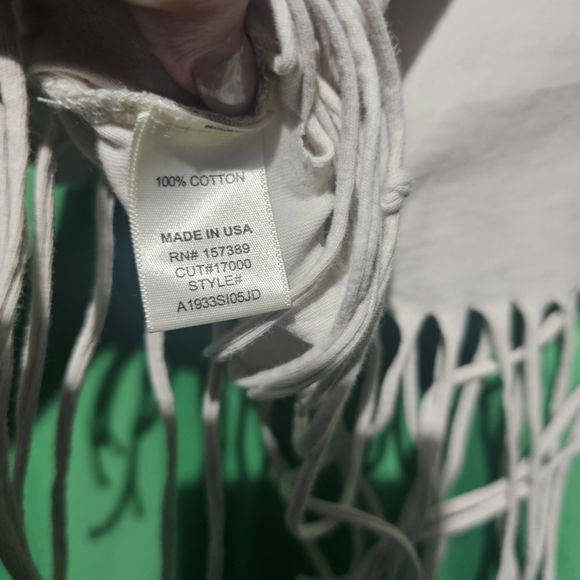 100% COTTON
MADE IN USA
RN# 157389
CUT#17000
STYLE#
A1933SI05JD